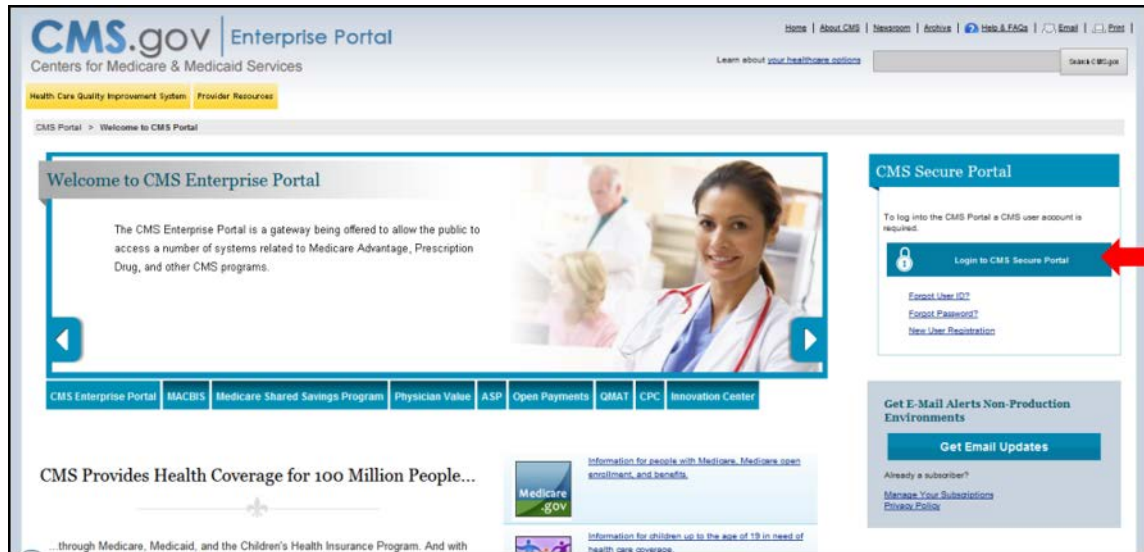 CMS.gov | Enterprise Portal
Centers for Medicare & Medicaid Services
Home | About CMS | Newsroom | Archive | Help & FAQs | Email | Print |
Learn about your healthcare options
Search CMS.gov
Health Care Quality Improvement System Provider Resources
CMS Portal > Welcome to CMS Portal
Welcome to CMS Enterprise Portal
The CMS Enterprise Portal is a gateway being offered to allow the public to
access a number of systems related to Medicare Advantage, Prescription
Drug, and other CMS programs.
CMS Enterprise Portal MACBIS Medicare Shared Savings Program Physician Value ASP Open Payments QMAT CPC Innovation Center
CMS Secure Portal
To log into the CMS Portal a CMS user account is
required.
Login to CMS Secure Portal
Forgot User ID?
Forgot Password?
New User Registration
Get E-Mail Alerts Non-Production
Environments
Get Email Updates
Already a subscriber?
Manage Your Subscriptions
Privacy Policy
CMS Provides Health Coverage for 100 Million People...
...through Medicare, Medicaid, and the Children's Health Insurance Program. And with
Medicare
.gov
Information for people with Medicare, Medicare open
enrollment, and benefits.
Information for children up to the age of 19 in need of
health care coverage.